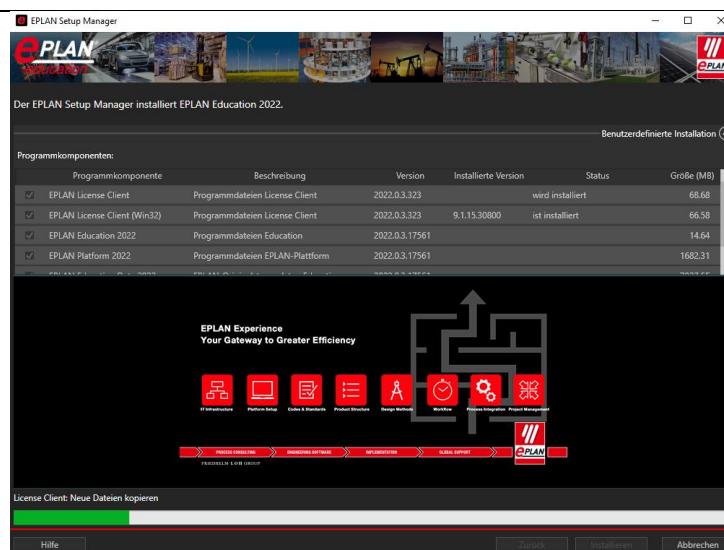 EPLAN Setup Manager
ePLAN
education
ePLAN
Der EPLAN Setup Manager installiert EPLAN Education 2022.
Benutzerdefinierte Installation
Programmkomponenten:
Programmkomponente Beschreibung Version Installierte Version Status Größe (MB)
EPLAN License Client Programmdateien License Client 2022.0.3.323 wird installiert 68.68
EPLAN License Client (Win32) Programmdateien License Client 2022.0.3.323 9.1.15.30800 ist installiert 66.58
EPLAN Education 2022 Programmdateien Education 2022.0.3.17561 14.64
EPLAN Platform 2022 Programmdateien EPLAN-Plattform 2022.0.3.17561 1682.31
EPLAN Experience
Your Gateway to Greater Efficiency
IT Infrastructure Platform Setup Codes & Standards Product Structure Design Methods Workflow Process Integration Project Management
PROCESS CONSULTING ENGINEERING SOFTWARE IMPLEMENTATION GLOBAL SUPPORT ePLAN
FRIEDHELM LOH GROUP
License Client: Neue Dateien kopieren
Hilfe Zurück Installieren Abbrechen